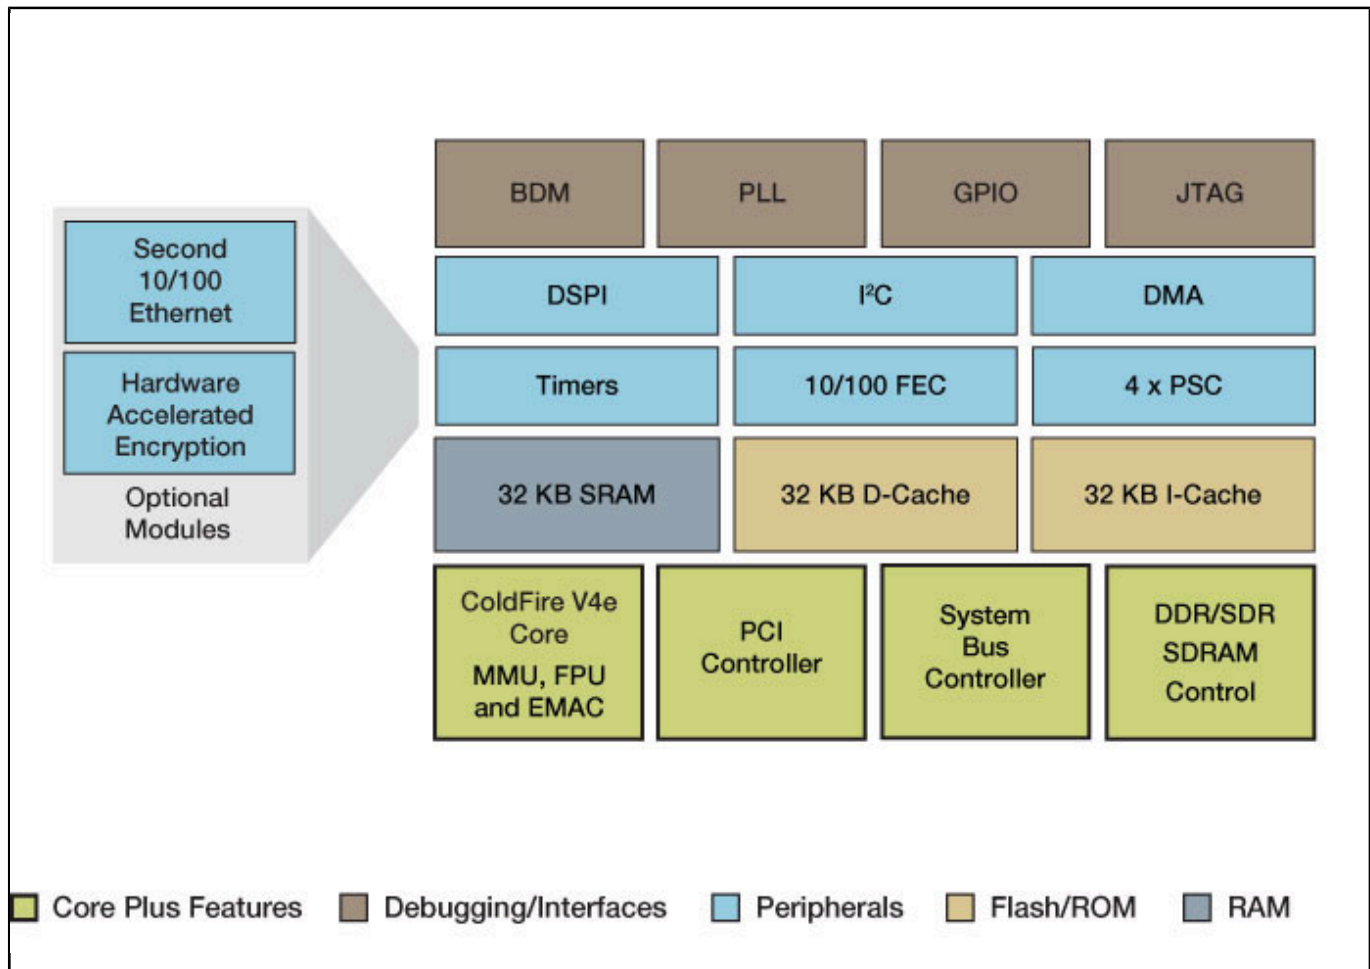 BDM
PLL
GPIO
JTAG
Second
10/100
Ethernet
Hardware
Accelerated
Encryption
Optional
Modules
DSPI
I²C
DMA
Timers
10/100 FEC
4 x PSC
32 KB SRAM
32 KB D-Cache
32 KB I-Cache
ColdFire V4e
Core
MMU, FPU
and EMAC
PCI
Controller
System
Bus
Controller
DDR/SDR
SDRAM
Control
Core Plus Features
Debugging/Interfaces
Peripherals
Flash/ROM
RAM